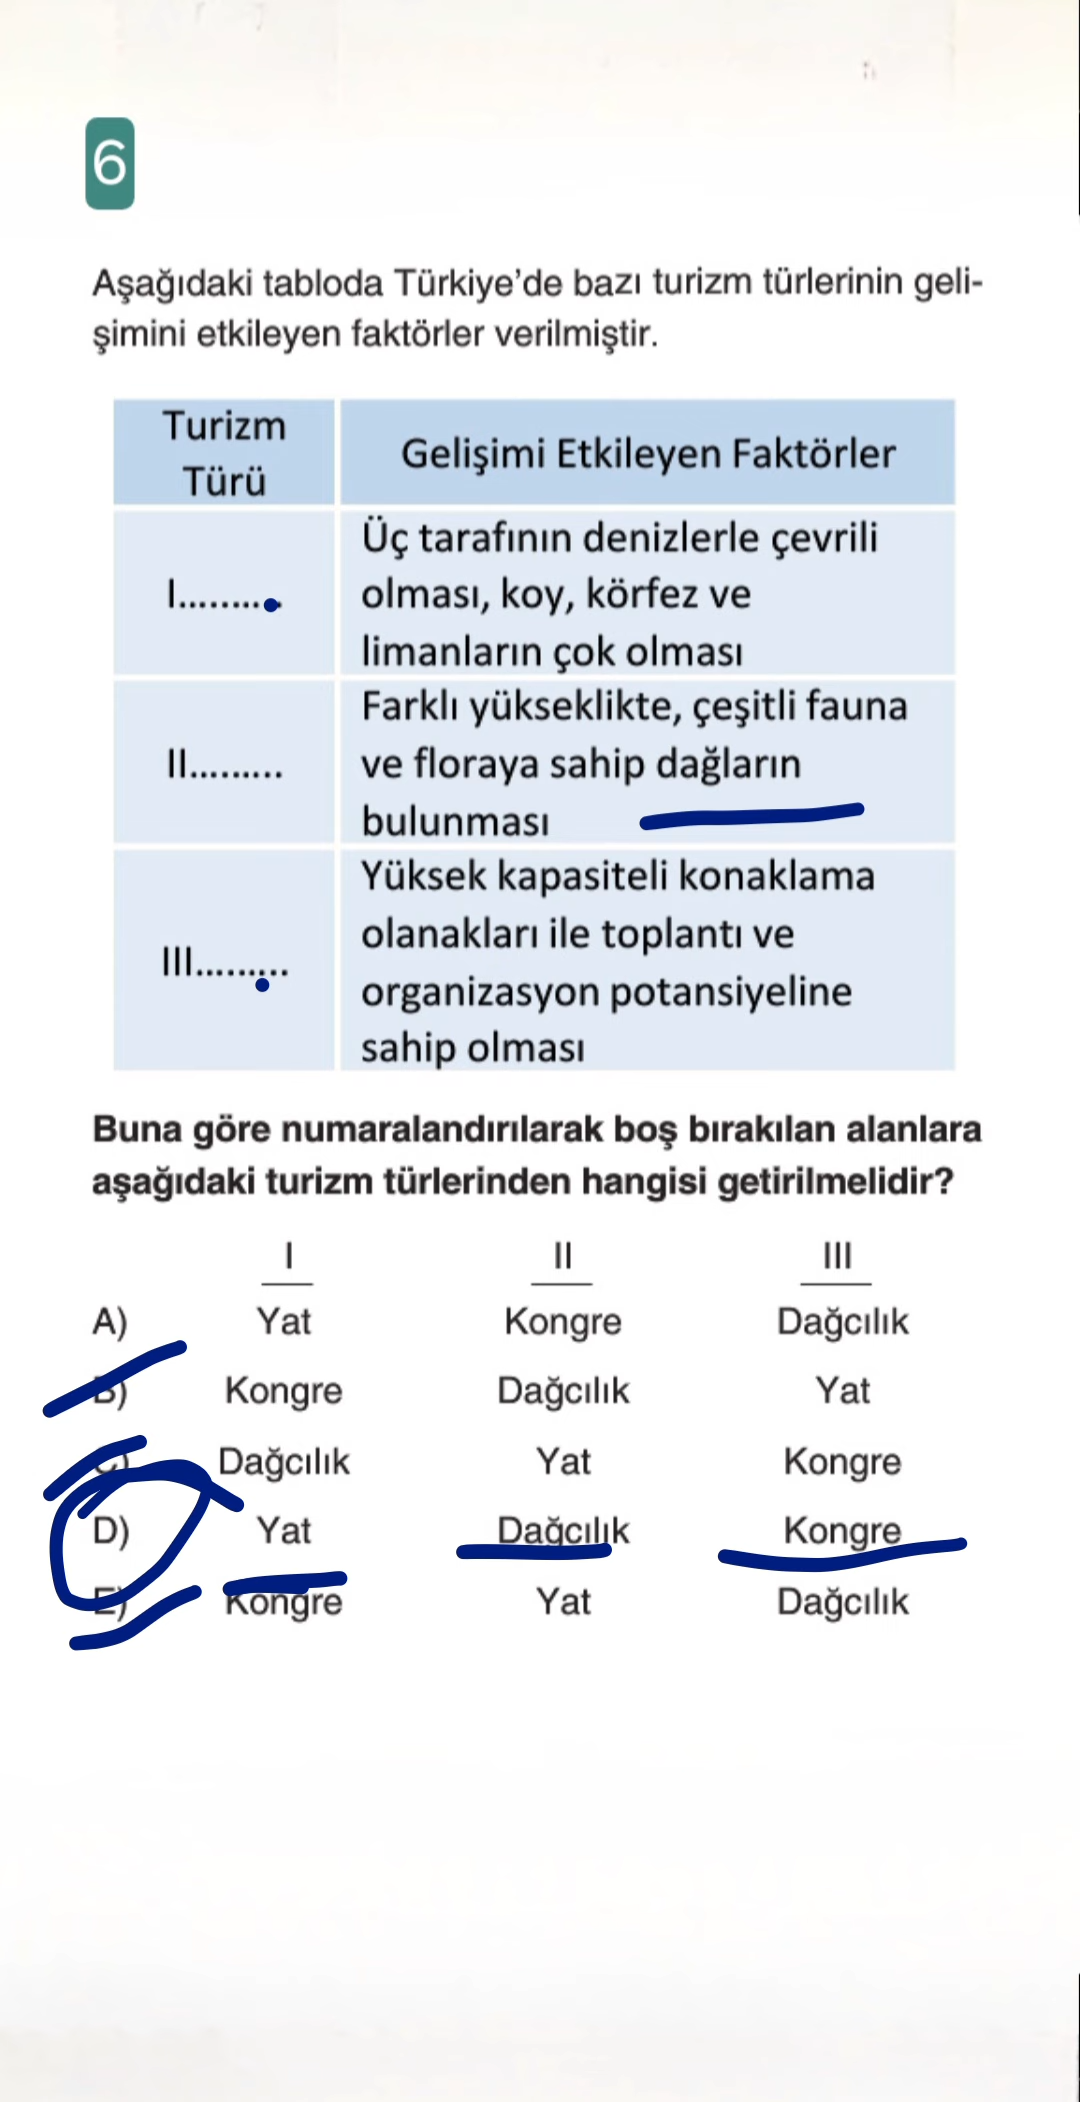 6
Aşağıdaki tabloda Türkiye'de bazı turizm türlerinin geli-
şimini etkileyen faktörler verilmiştir.
Turizm
Türü
Gelişimi Etkileyen Faktörler
I..........
Üç tarafının denizlerle çevrili
olması, koy, körfez ve
limanların çok olması
II.........
Farklı yükseklikte, çeşitli fauna
ve floraya sahip dağların
bulunması
III.........
Yüksek kapasiteli konaklama
olanakları ile toplantı ve
organizasyon potansiyeline
sahip olması
Buna göre numaralandırılarak boş bırakılan alanlara
aşağıdaki turizm türlerinden hangisi getirilmelidir?
I II III
A) Yat Kongre Dağcılık
B) Kongre Dağcılık Yat
C) Dağcılık Yat Kongre
D) Yat Dağcılık Kongre
E) Kongre Yat Dağcılık